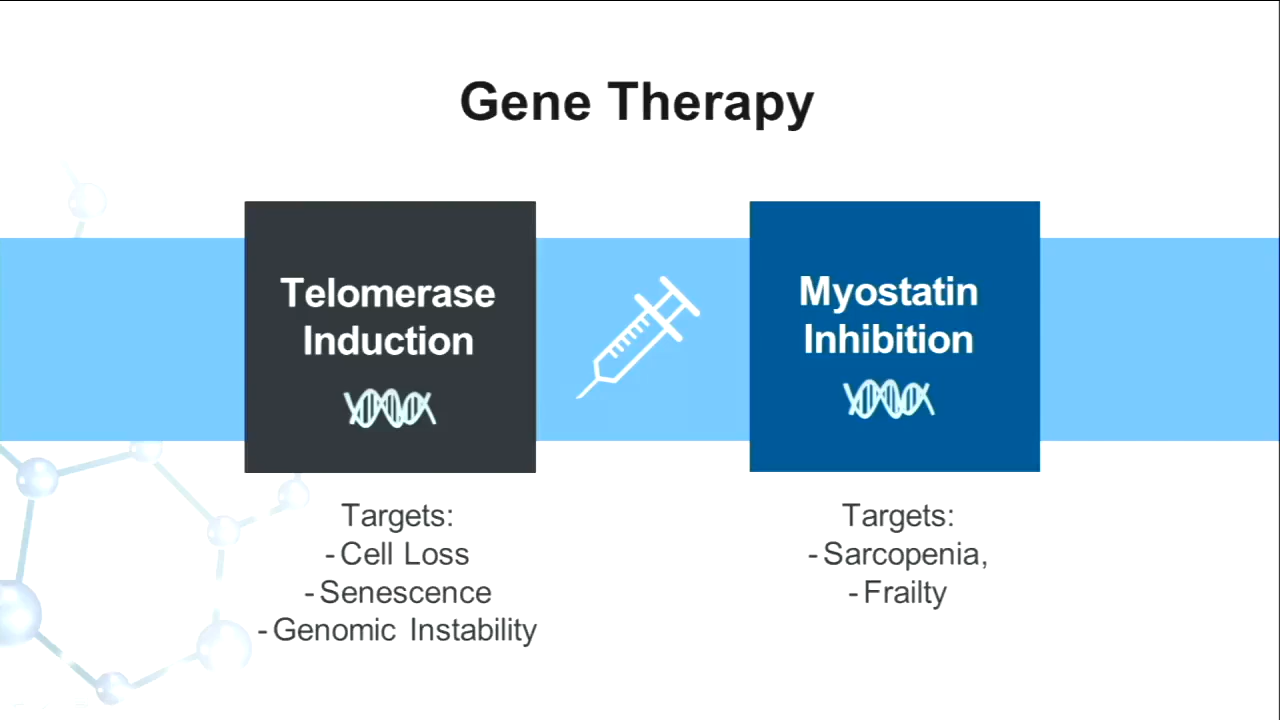 Gene Therapy
Telomerase
Induction
Myostatin
Inhibition
Targets:
- Cell Loss
- Senescence
- Genomic Instability
Targets:
- Sarcopenia,
- Frailty